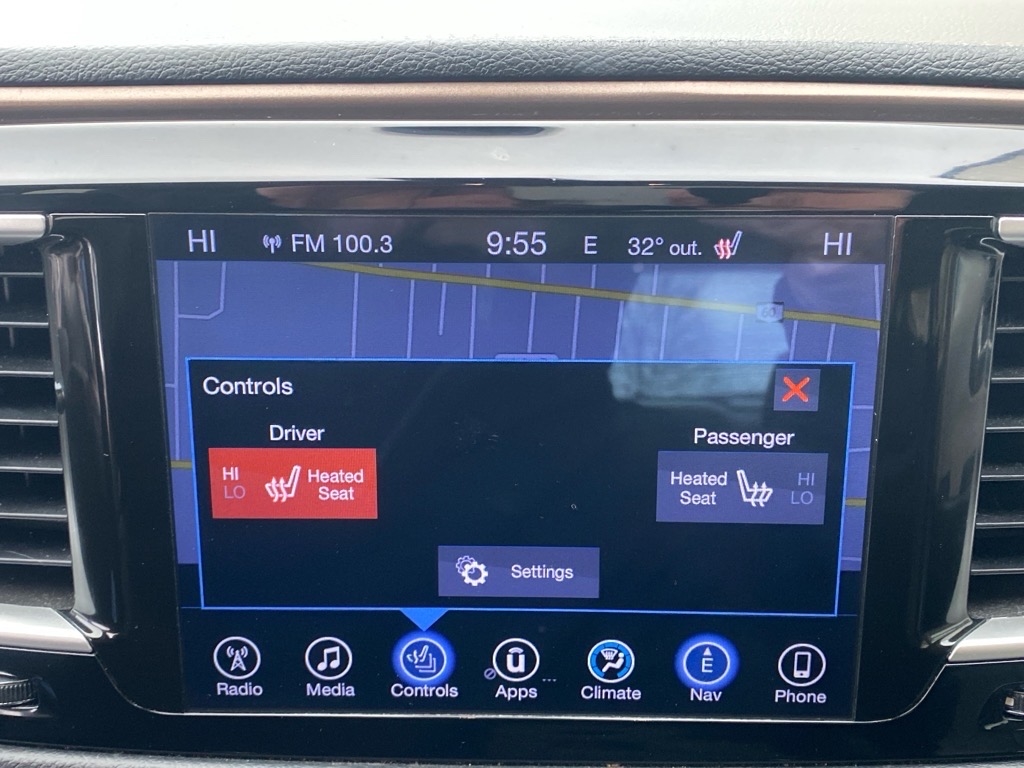 HI FM 100.3 9:55 E 32° out. HI
Controls
Driver
Passenger
HI
LO
Heated
Seat
Heated
Seat
HI
LO
Settings
E
Radio Media Controls Apps Climate Nav Phone